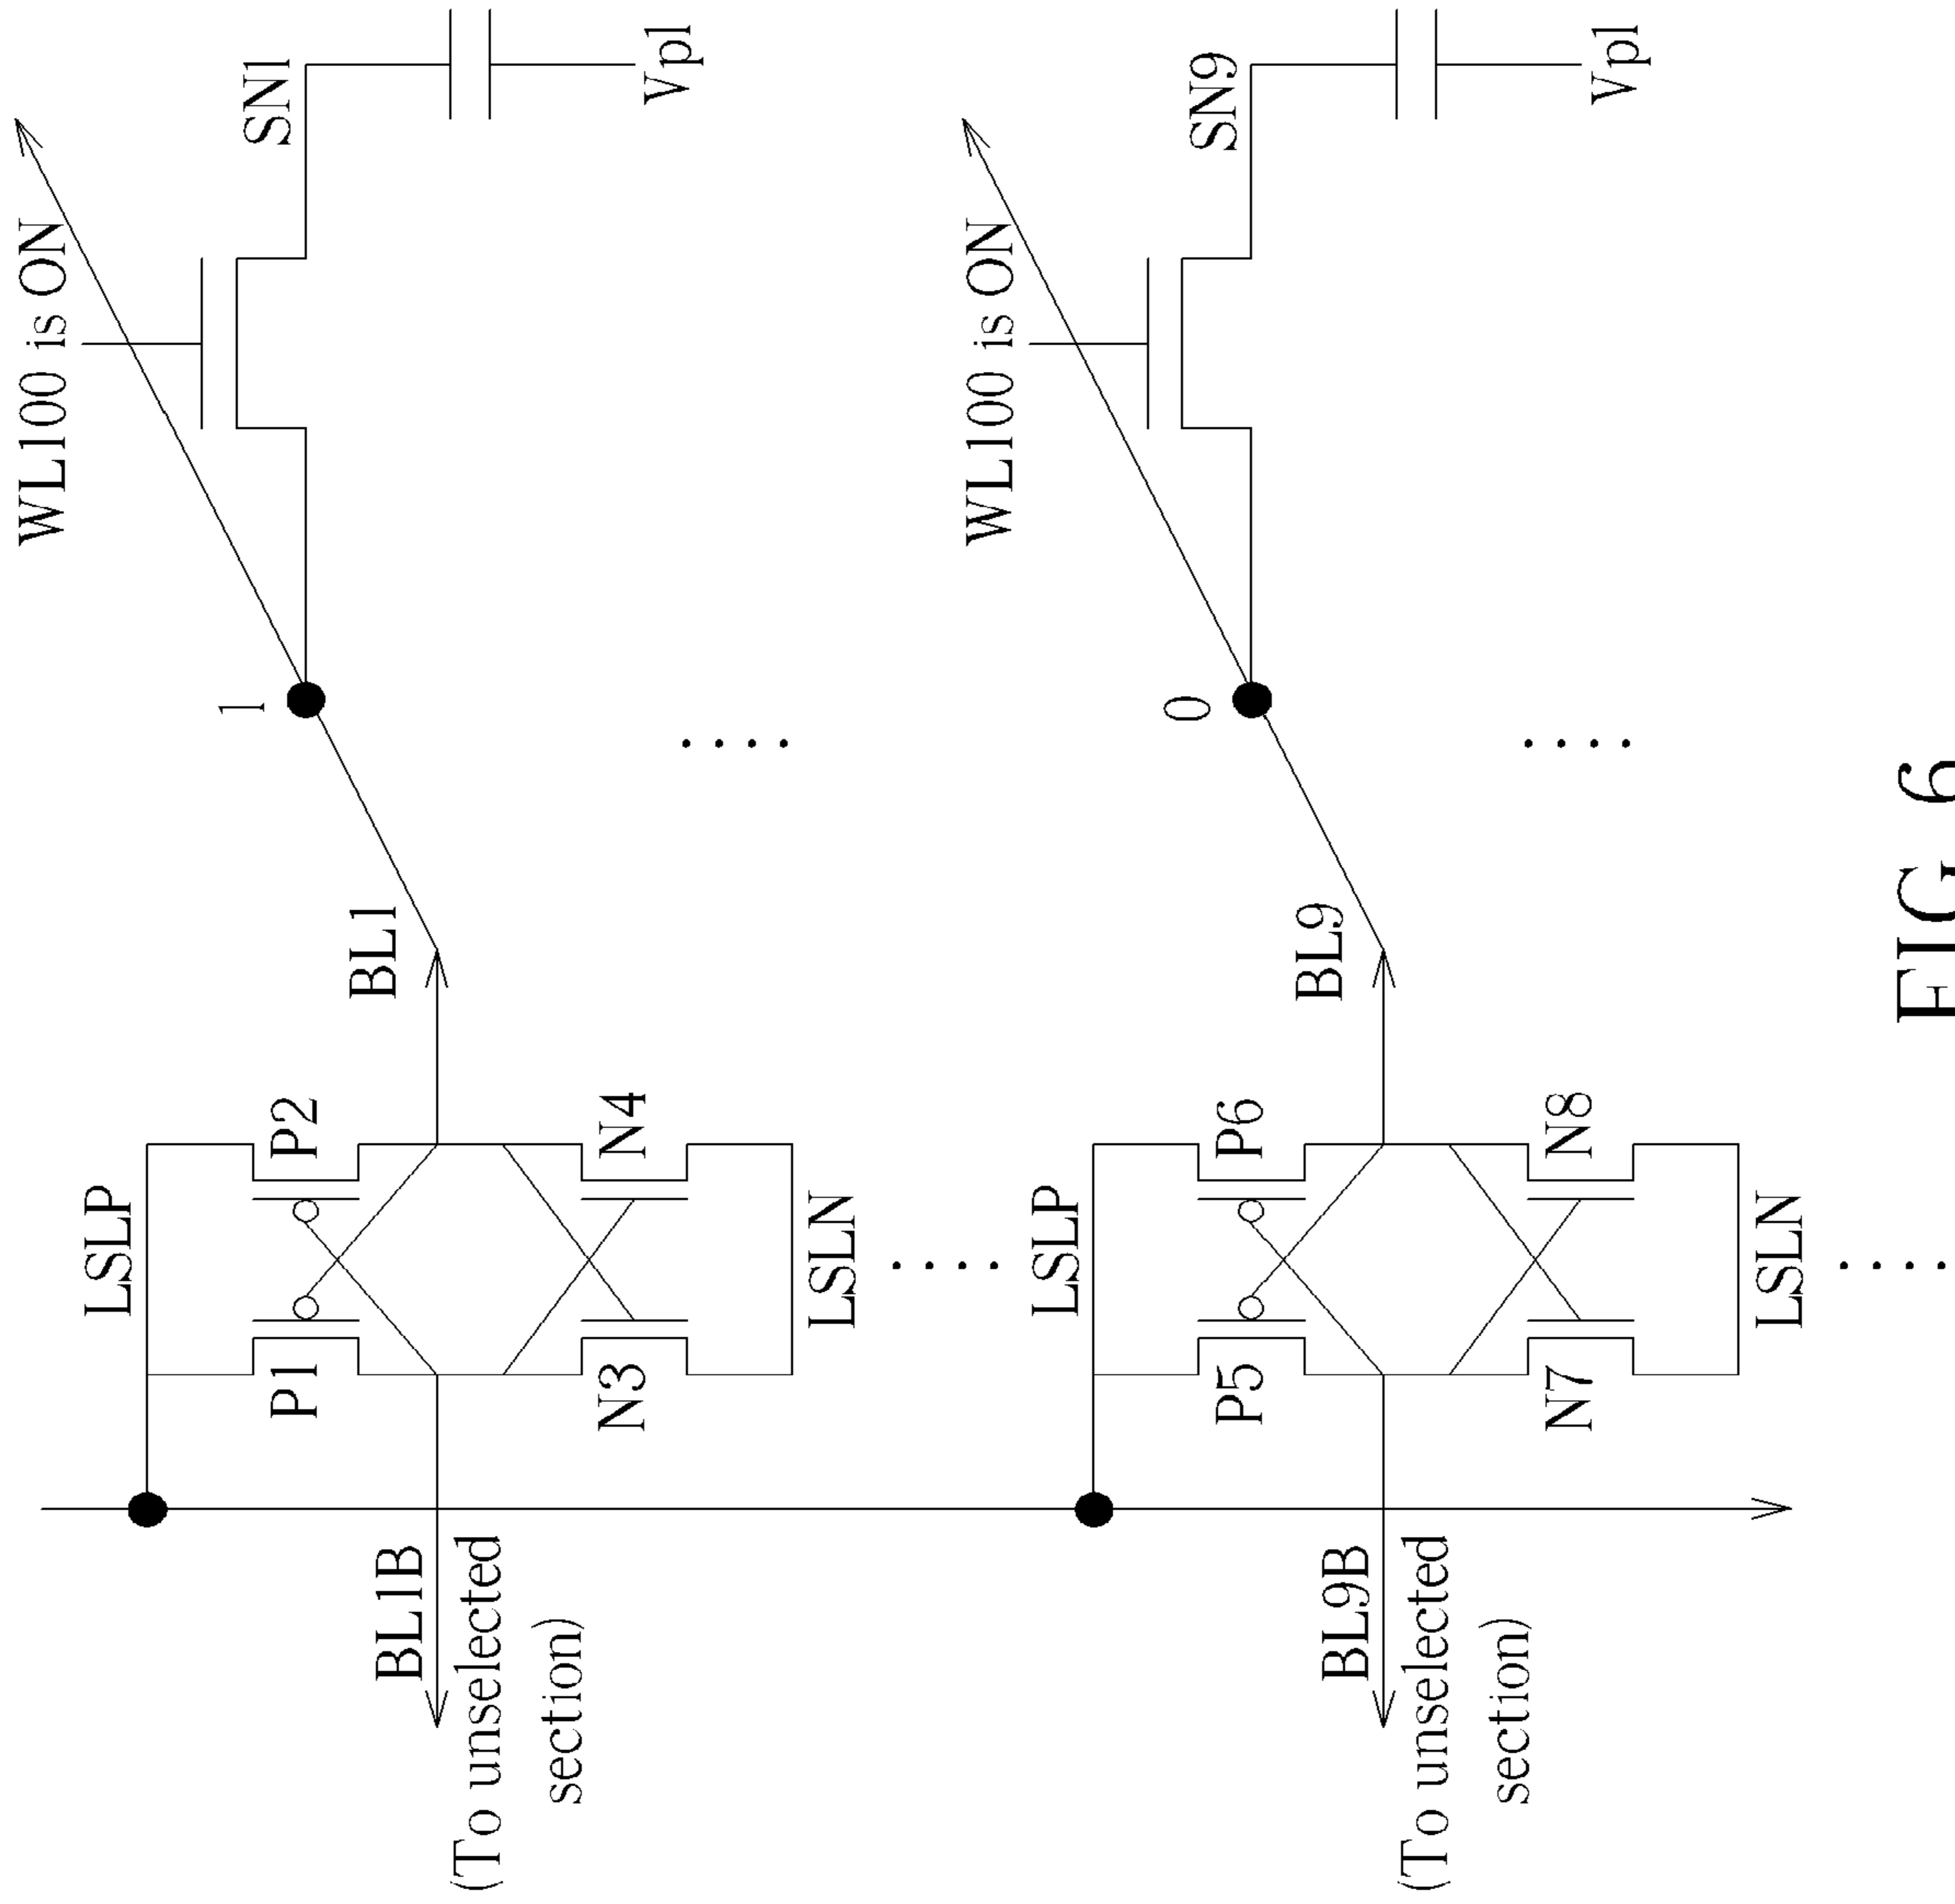 WL100 is ON
SN1
1
Vpl
BL1
LSLP
P1
P2
N3
N4
LSLN
BL1B
(To unselected
section)
WL100 is ON
SN9
0
Vpl
BL9
LSLP
P5
P6
N7
N8
LSLN
BL9B
(To unselected
section)
FIG 6